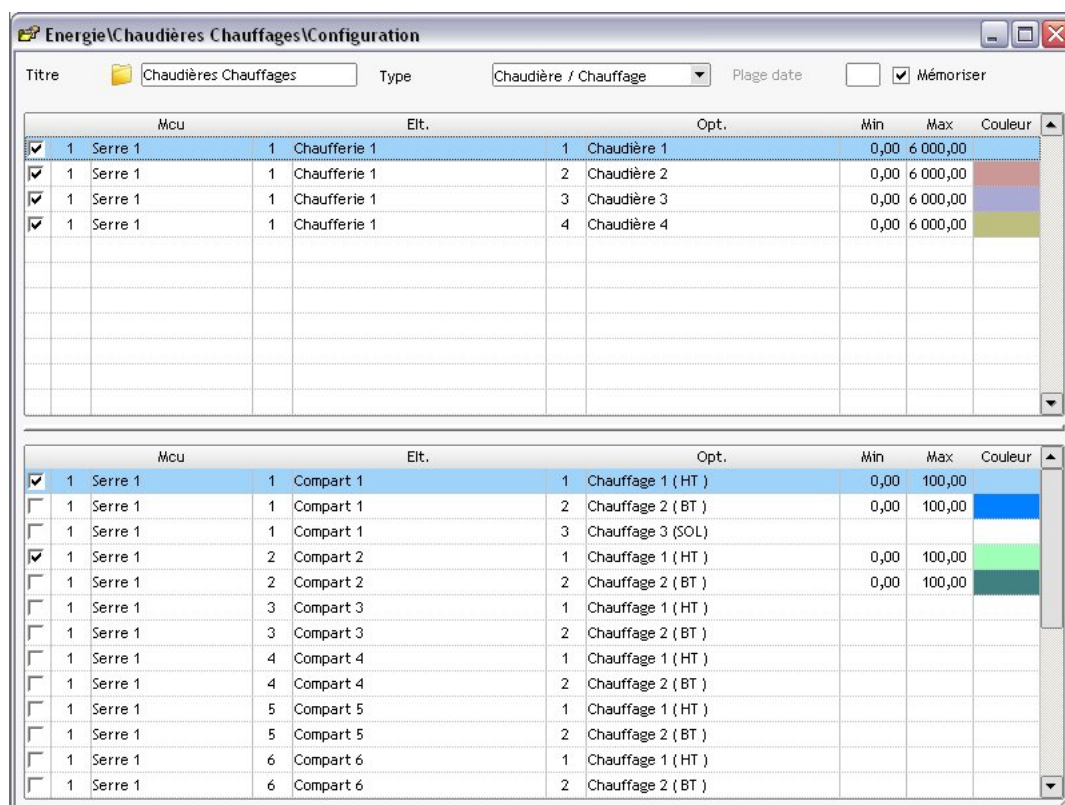 Energie\Chaudières Chauffages\Configuration
Titre Chaudières Chauffages Type Chaudière / Chauffage Plage date Mémoriser
Mcu Elt. Opt. Min Max Couleur
1 Serre 1 1 Chaufferie 1 1 Chaudière 1 0,00 6 000,00
1 Serre 1 1 Chaufferie 1 2 Chaudière 2 0,00 6 000,00
1 Serre 1 1 Chaufferie 1 3 Chaudière 3 0,00 6 000,00
1 Serre 1 1 Chaufferie 1 4 Chaudière 4 0,00 6 000,00
Mcu Elt. Opt. Min Max Couleur
1 Serre 1 1 Compart 1 1 Chauffage 1 ( HT ) 0,00 100,00
1 Serre 1 1 Compart 1 2 Chauffage 2 ( BT ) 0,00 100,00
1 Serre 1 1 Compart 1 3 Chauffage 3 (SOL)
1 Serre 1 2 Compart 2 1 Chauffage 1 ( HT ) 0,00 100,00
1 Serre 1 2 Compart 2 2 Chauffage 2 ( BT ) 0,00 100,00
1 Serre 1 3 Compart 3 1 Chauffage 1 ( HT )
1 Serre 1 3 Compart 3 2 Chauffage 2 ( BT )
1 Serre 1 4 Compart 4 1 Chauffage 1 ( HT )
1 Serre 1 4 Compart 4 2 Chauffage 2 ( BT )
1 Serre 1 5 Compart 5 1 Chauffage 1 ( HT )
1 Serre 1 5 Compart 5 2 Chauffage 2 ( BT )
1 Serre 1 6 Compart 6 1 Chauffage 1 ( HT )
1 Serre 1 6 Compart 6 2 Chauffage 2 ( BT )